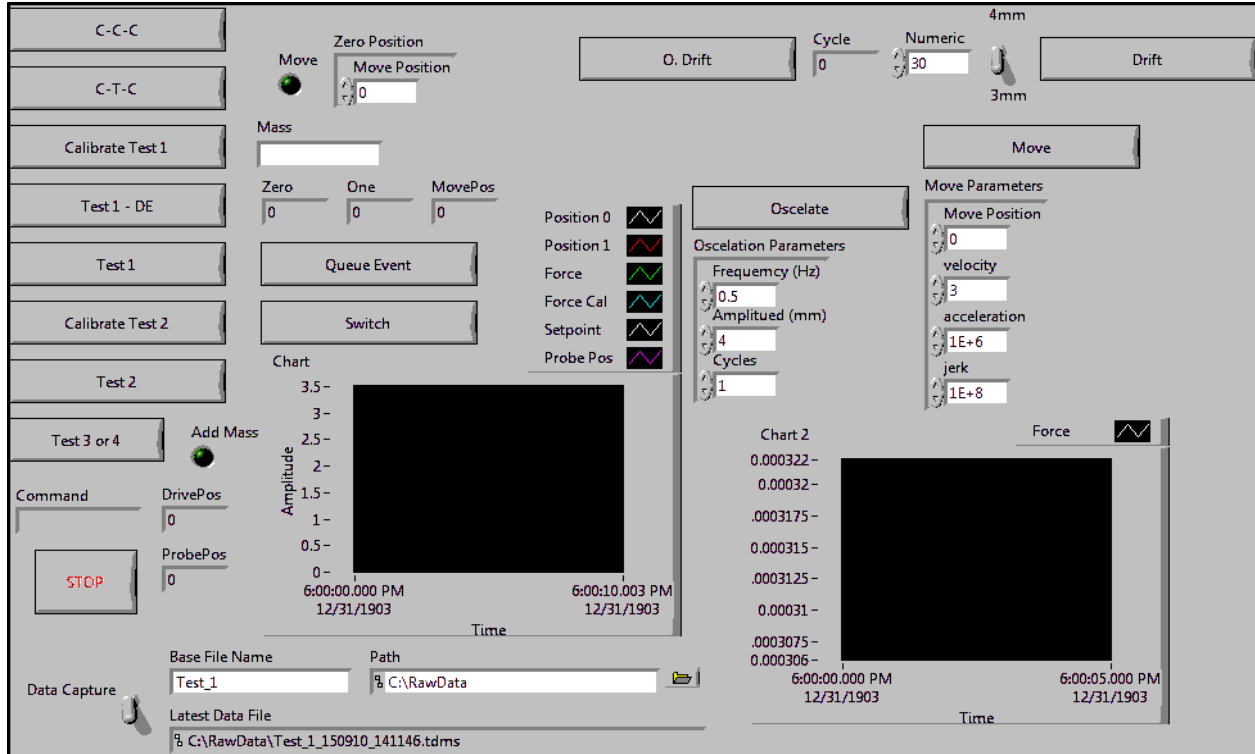 C-C-C
C-T-C
Calibrate Test 1
Test 1 - DE
Test 1
Calibrate Test 2
Test 2
Test 3 or 4
Add Mass
Command
DrivePos
0
STOP
ProbePos
0
Move
Zero Position
Move Position
0
Mass
Zero
One
MovePos
0
0
0
Queue Event
Switch
Position 0
Position 1
Force
Force Cal
Setpoint
Probe Pos
Chart
Amplitude
3.5
3
2.5
2
1.5
1
0.5
0
6:00:00.000 PM
12/31/1903
6:00:10.003 PM
12/31/1903
Time
O. Drift
Cycle
0
Numeric
30
4mm
3mm
Drift
Oscelate
Oscelation Parameters
Frequemcy (Hz)
0.5
Amplitued (mm)
4
Cycles
1
Move
Move Parameters
Move Position
0
velocity
3
acceleration
1E+6
jerk
1E+8
Chart 2
Force
0.000322
0.00032
.0003175
0.000315
.0003125
0.00031
.0003075
0.000306
6:00:00.000 PM
12/31/1903
6:00:05.000 PM
12/31/1903
Time
Data Capture
Base File Name
Test_1
Path
C:\RawData
Latest Data File
C:\RawData\Test_1_150910_141146.tdms